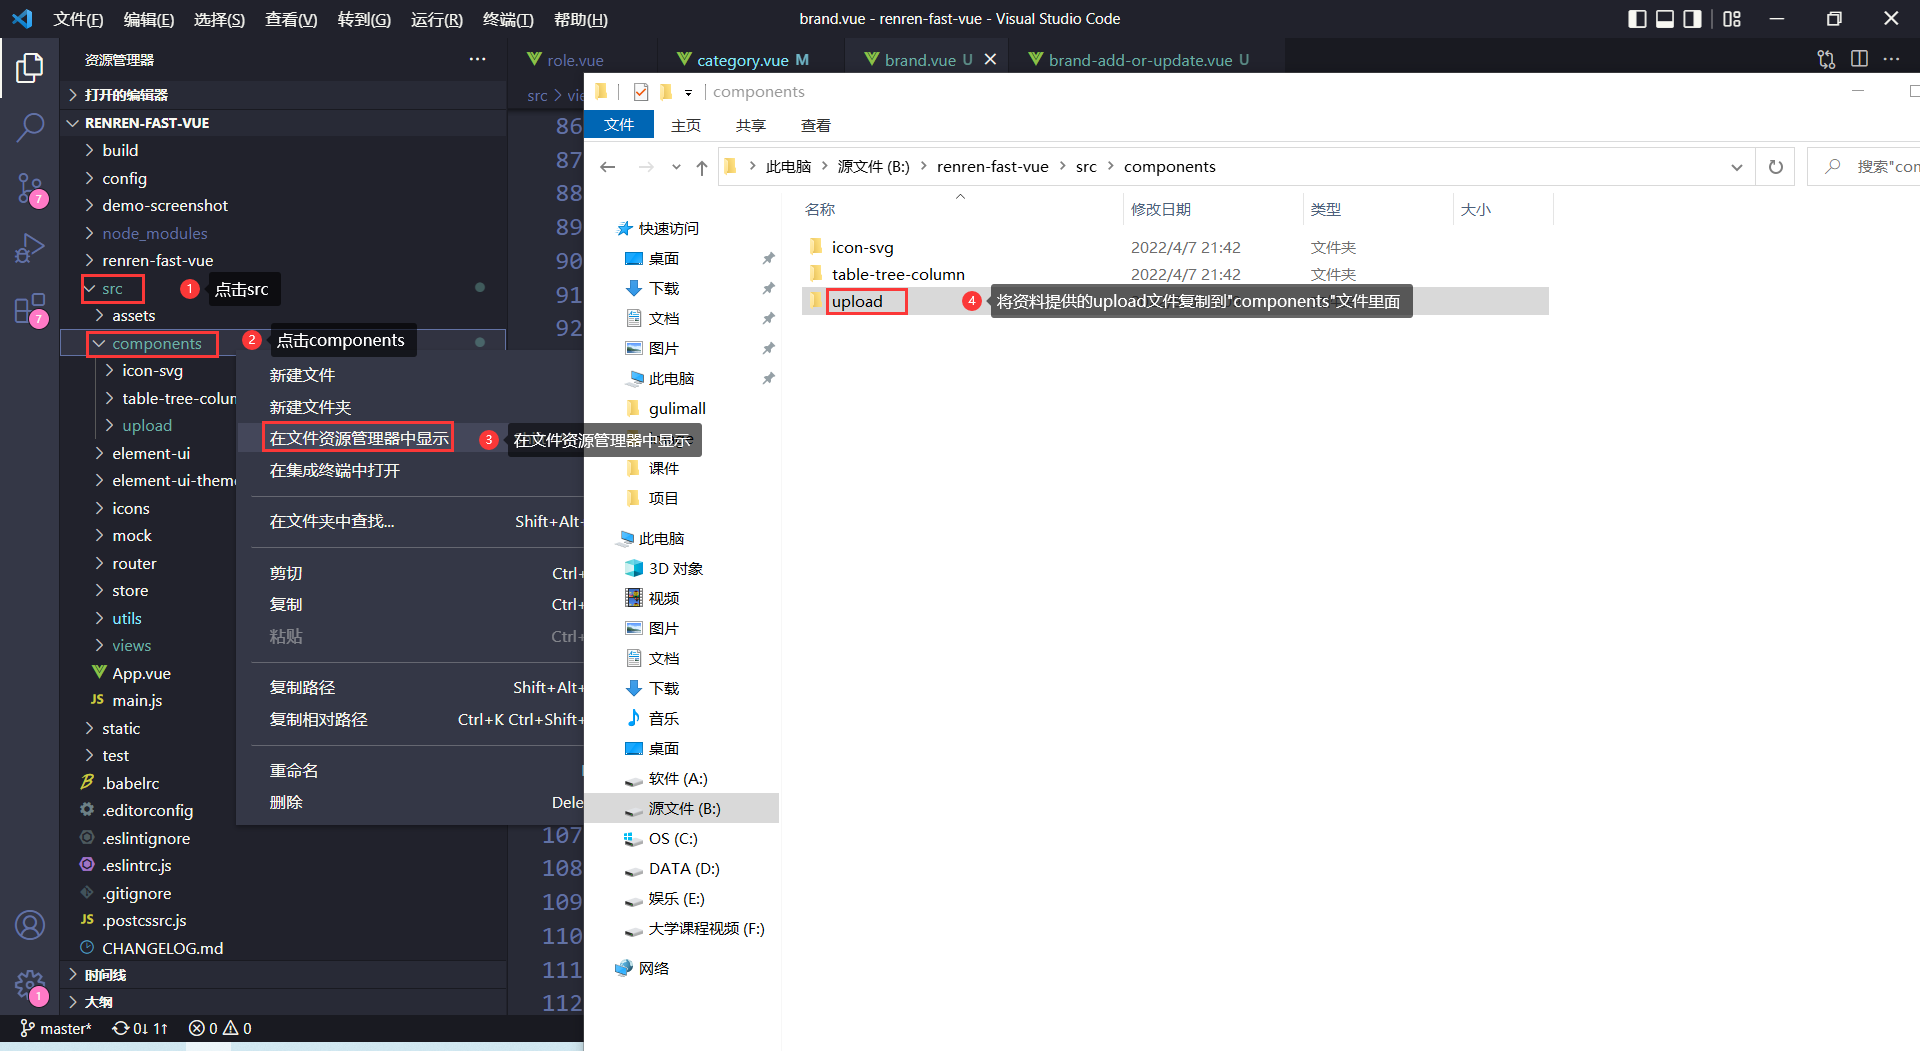 文件(F) 编辑(E) 选择(S) 查看(V) 转到(G) 运行(R) 终端(T) 帮助(H)
brand.vue - renren-fast-vue - Visual Studio Code
资源管理器
role.vue
category.vue M
brand.vue U
brand-add-or-update.vue U
打开的编辑器
RENREN-FAST-VUE
build
config
demo-screenshot
node_modules
renren-fast-vue
src
1 点击src
assets
components
2 点击components
icon-svg
table-tree-colum
upload
element-ui
element-ui-theme
icons
mock
router
store
utils
views
App.vue
JS main.js
static
test
.babelrc
.editorconfig
.eslintignore
.eslintrc.js
.gitignore
JS .postcssrc.js
CHANGELOG.md
时间线
大纲
7
7
1
master* 0↓ 1↑ 0 0
src
86
87
88
89
90
91
92
107
108
109
110
111
112
新建文件
新建文件夹
在文件资源管理器中显示
3 在文件资源管理器中显示
在集成终端中打开
在文件夹中查找... Shift+Alt+
剪切 Ctrl+
复制 Ctrl+
粘贴 Ctrl+
复制路径 Shift+Alt+
复制相对路径 Ctrl+K Ctrl+Shift+
重命名
删除 Dele
components
文件 主页 共享 查看
此电脑 源文件 (B:) renren-fast-vue src components
搜索"con
名称 修改日期 类型 大小
icon-svg 2022/4/7 21:42 文件夹
table-tree-column 2022/4/7 21:42 文件夹
upload
4 将资料提供的upload文件复制到"components"文件里面
快速访问
桌面
下载
文档
图片
此电脑
gulimall
课件
项目
此电脑
3D 对象
视频
图片
文档
下载
音乐
桌面
软件 (A:)
源文件 (B:)
OS (C:)
DATA (D:)
娱乐 (E:)
大学课程视频 (F:)
网络